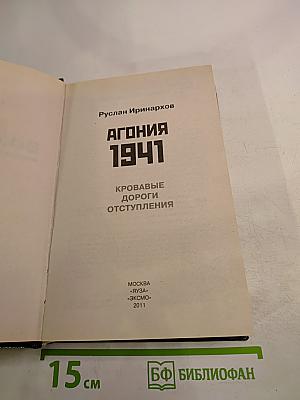 Руслан Иринархов
АГОНИЯ
1941
КРОВАВЫЕ
ДОРОГИ
ОТСТУПЛЕНИЯ
МОСКВА
«ЯУЗА»
«ЭКСМО»
2011
15 см
БФ БИБЛИОФАН